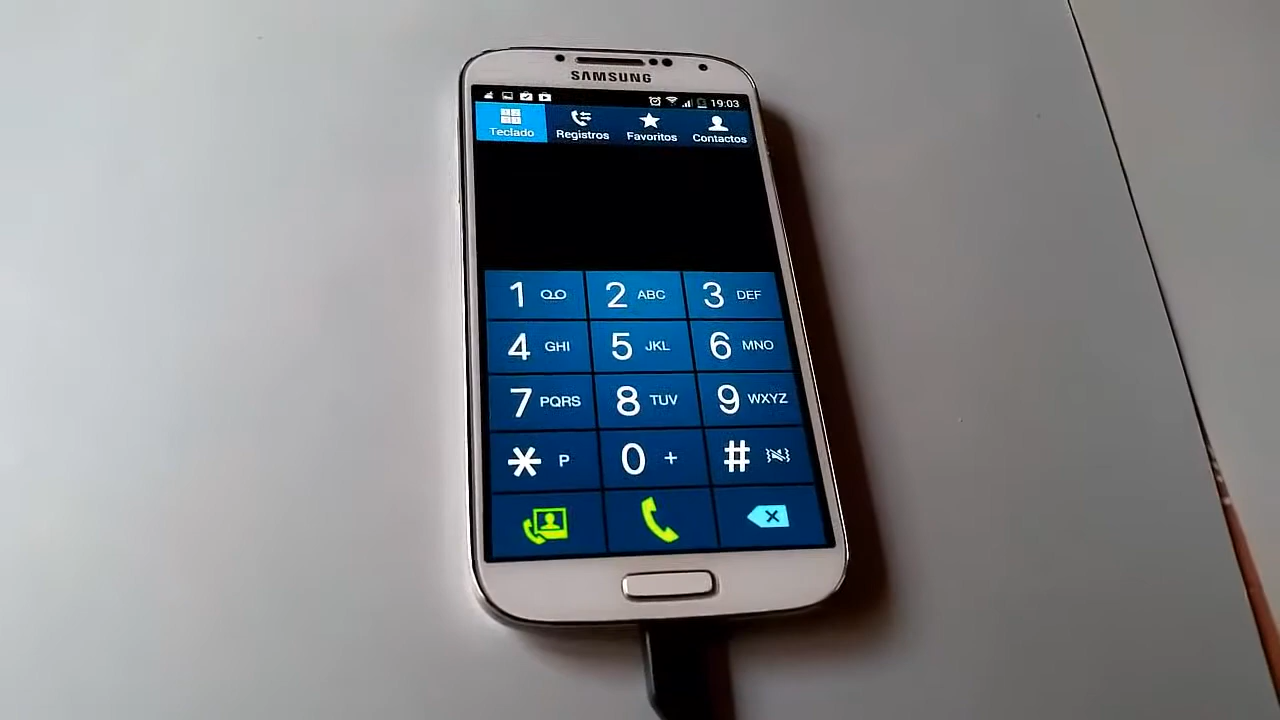 SAMSUNG
19:03
Teclado Registros Favoritos Contactos
1 2 ABC 3 DEF
4 GHI 5 JKL 6 MNO
7 PQRS 8 TUV 9 WXYZ
* P 0 + #